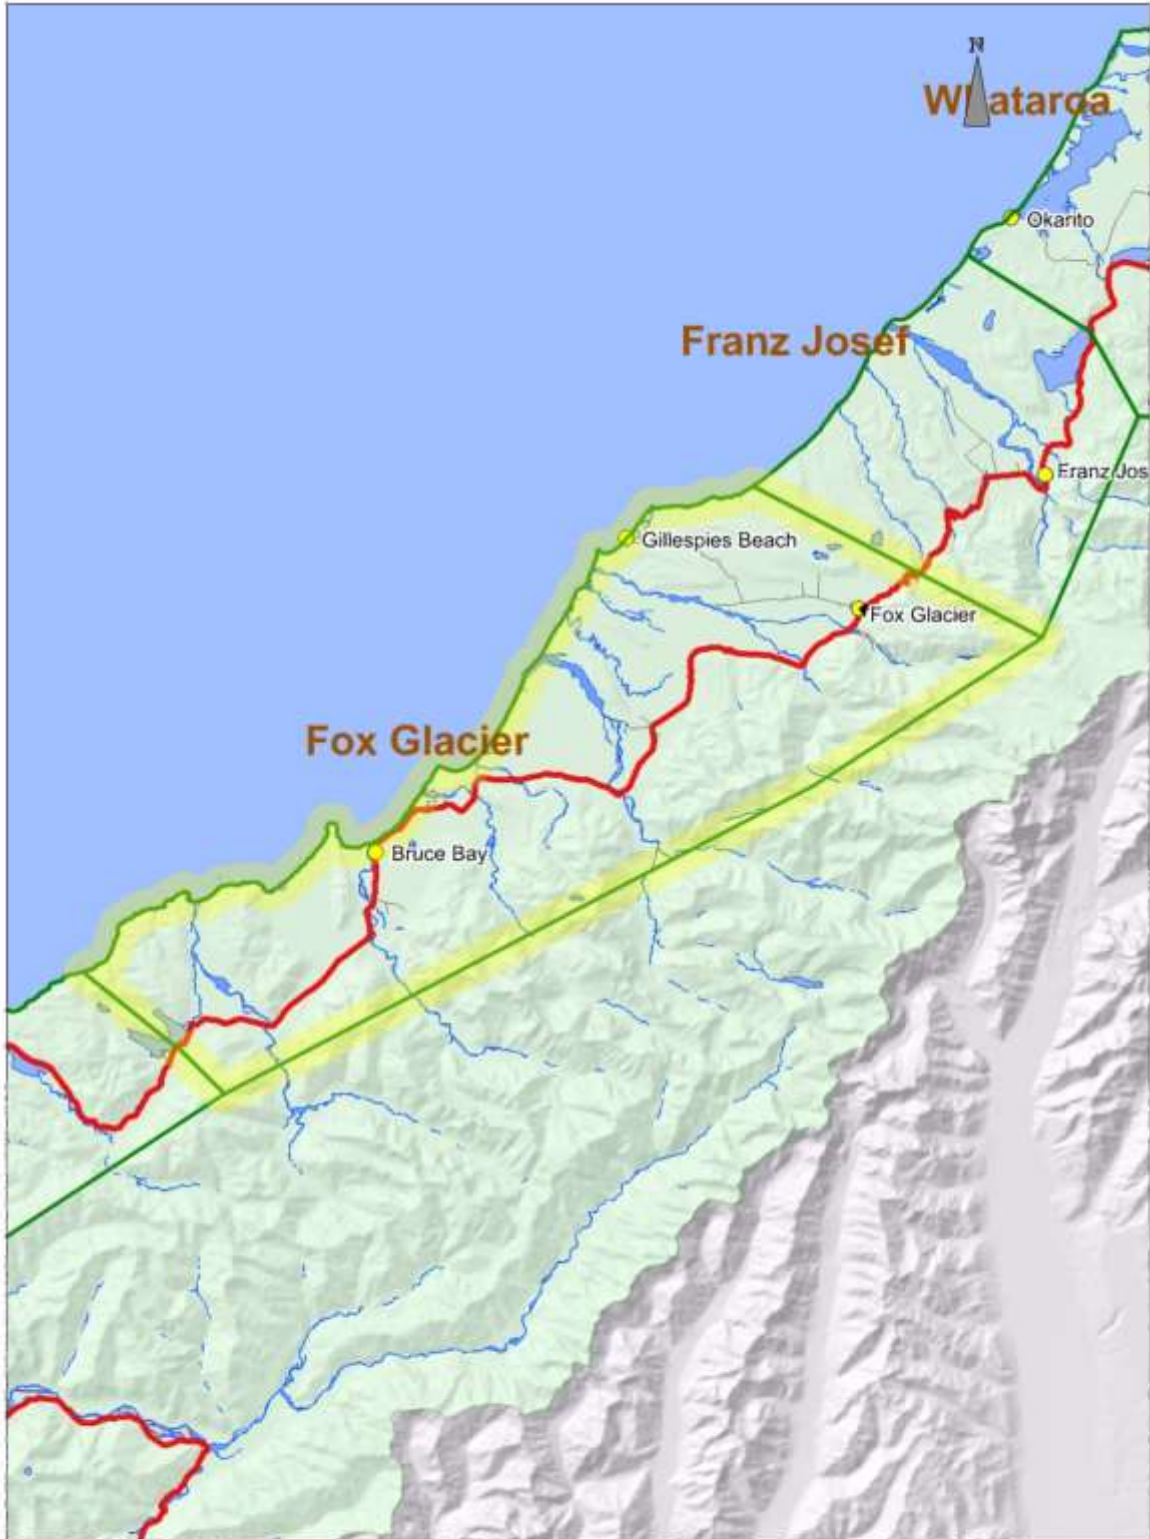 N
Whataroa
Okarito
Franz Josef
Franz Jos
Gillespies Beach
Fox Glacier
Fox Glacier
Bruce Bay